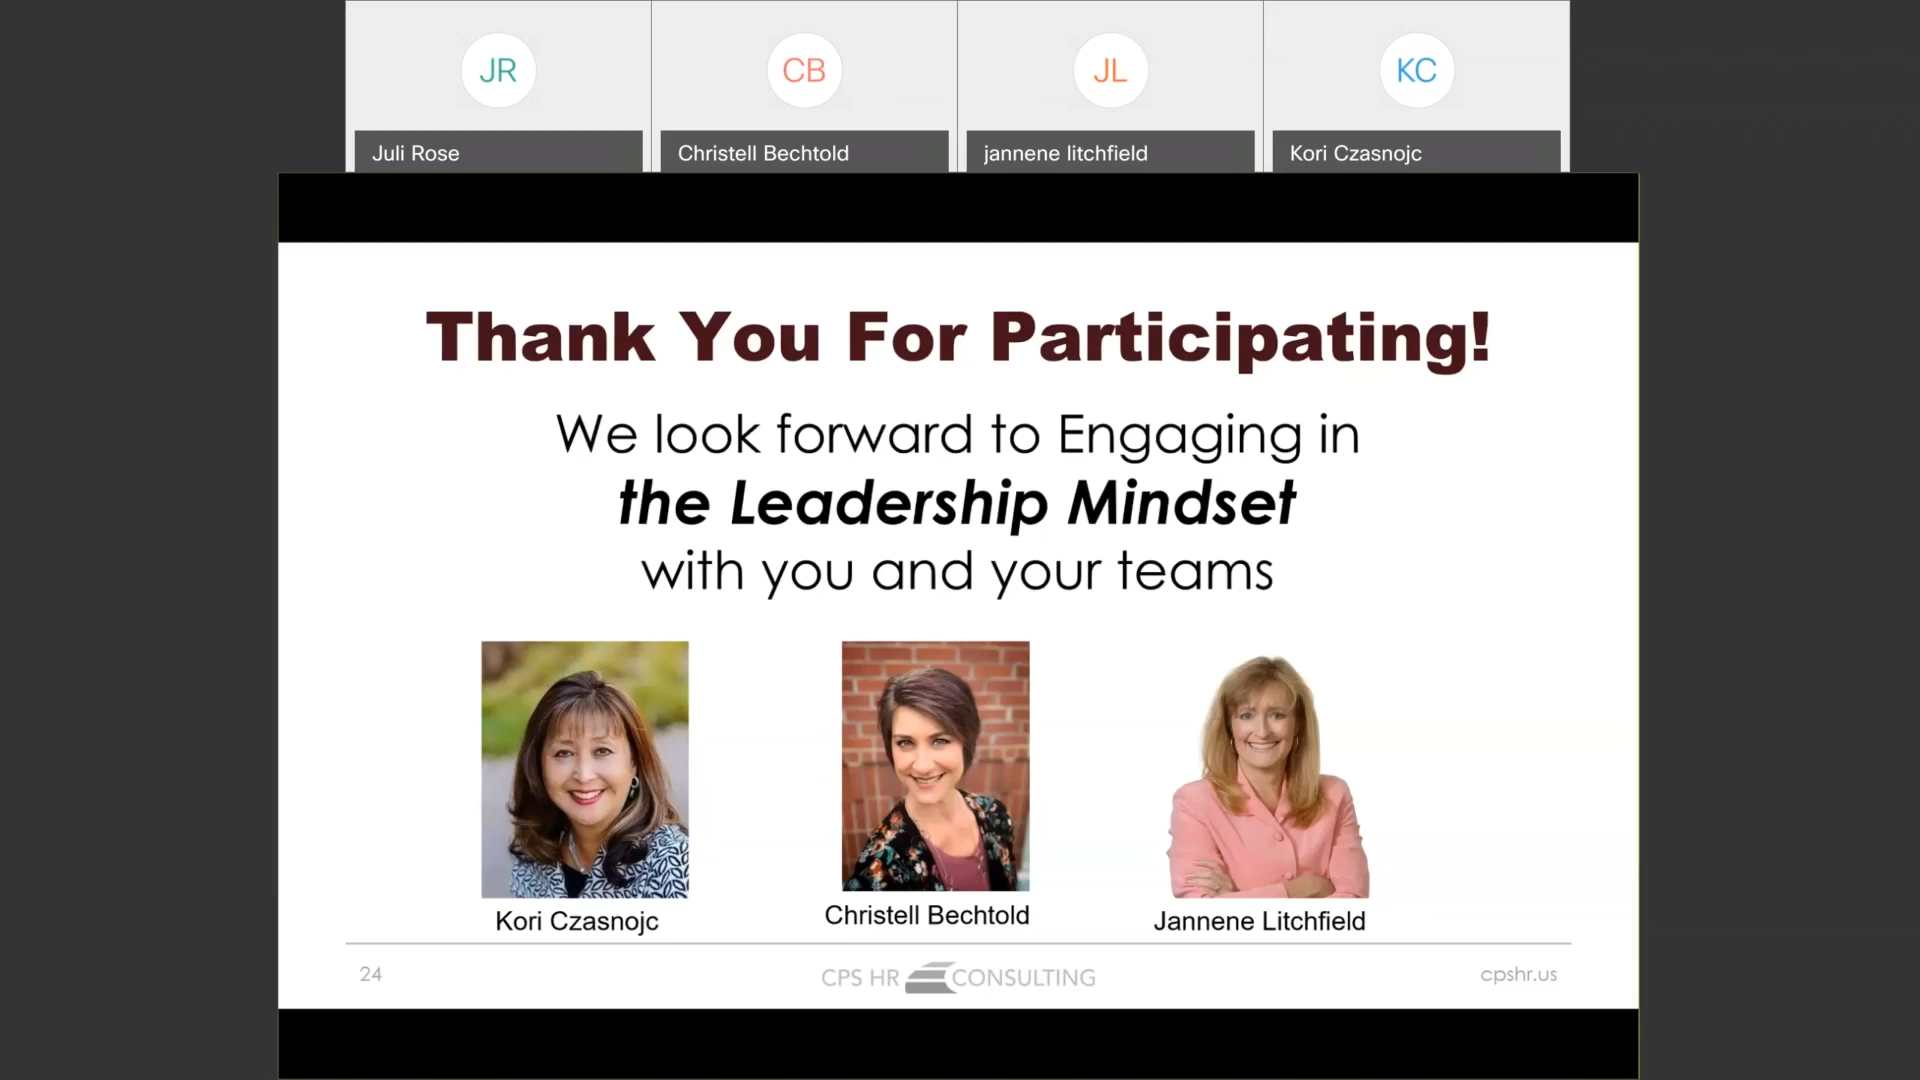 JR
CB
JL
KC
Juli Rose
Christell Bechtold
jannene litchfield
Kori Czasnojc
Thank You For Participating!
We look forward to Engaging in
the Leadership Mindset
with you and your teams
Kori Czasnojc
Christell Bechtold
Jannene Litchfield
24
CPS HR CONSULTING
cpshr.us